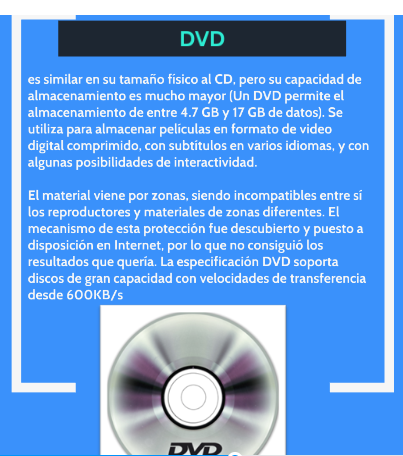 DVD
es similar en su tamaño físico al CD, pero su capacidad de
almacenamiento es mucho mayor (Un DVD permite el
almacenamiento de entre 4.7 GB y 17 GB de datos). Se
utiliza para almacenar películas en formato de video
digital comprimido, con subtítulos en varios idiomas, y con
algunas posibilidades de interactividad.
El material viene por zonas, siendo incompatibles entre sí
los reproductores y materiales de zonas diferentes. El
mecanismo de esta protección fue descubierto y puesto a
disposición en Internet, por lo que no consiguió los
resultados que quería. La especificación DVD soporta
discos de gran capacidad con velocidades de transferencia
desde 600KB/s
DVD